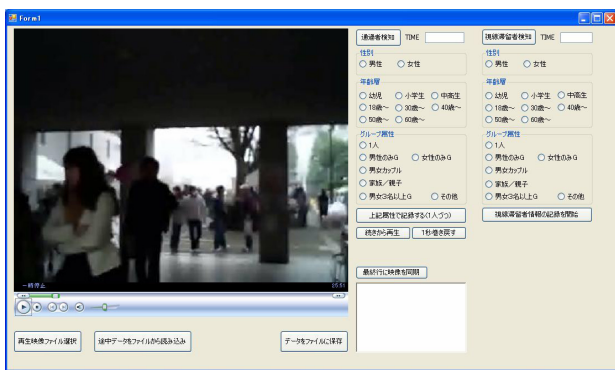 Form1
通過者検知 TIME
性別
男性 女性
年齢層
幼児 小学生 中高生
18歳～ 30歳～ 40歳～
50歳～ 60歳～
グループ属性
1人
男性のみG 女性のみG
男女カップル
家族／親子
男女3名以上G その他
上記属性で記録する(1人づつ)
続きから再生 1秒巻き戻す
最終行に映像を同期
視線滞留者検知 TIME
性別
男性 女性
年齢層
幼児 小学生 中高生
18歳～ 30歳～ 40歳～
50歳～ 60歳～
グループ属性
1人
男性のみG 女性のみG
男女カップル
家族／親子
男女3名以上G その他
視線滞留者情報の記録を開始
一時停止 25:51
再生映像ファイル選択 途中データをファイルから読み込み データをファイルに保存